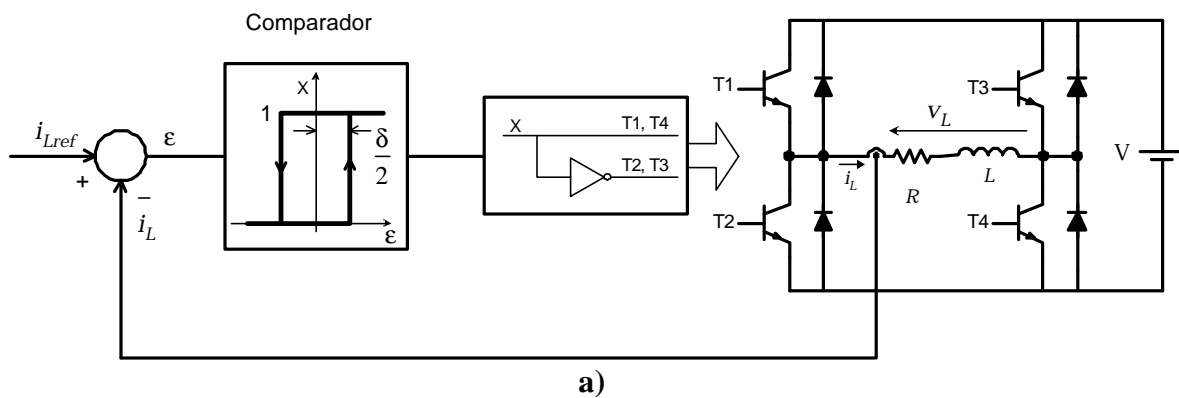 Comparador
X
1
δ
2
ε
i_Lref
+
ε
−
i_L
X
T1, T4
T2, T3
T1
T3
v_L
V
i_L
R
L
T2
T4
a)